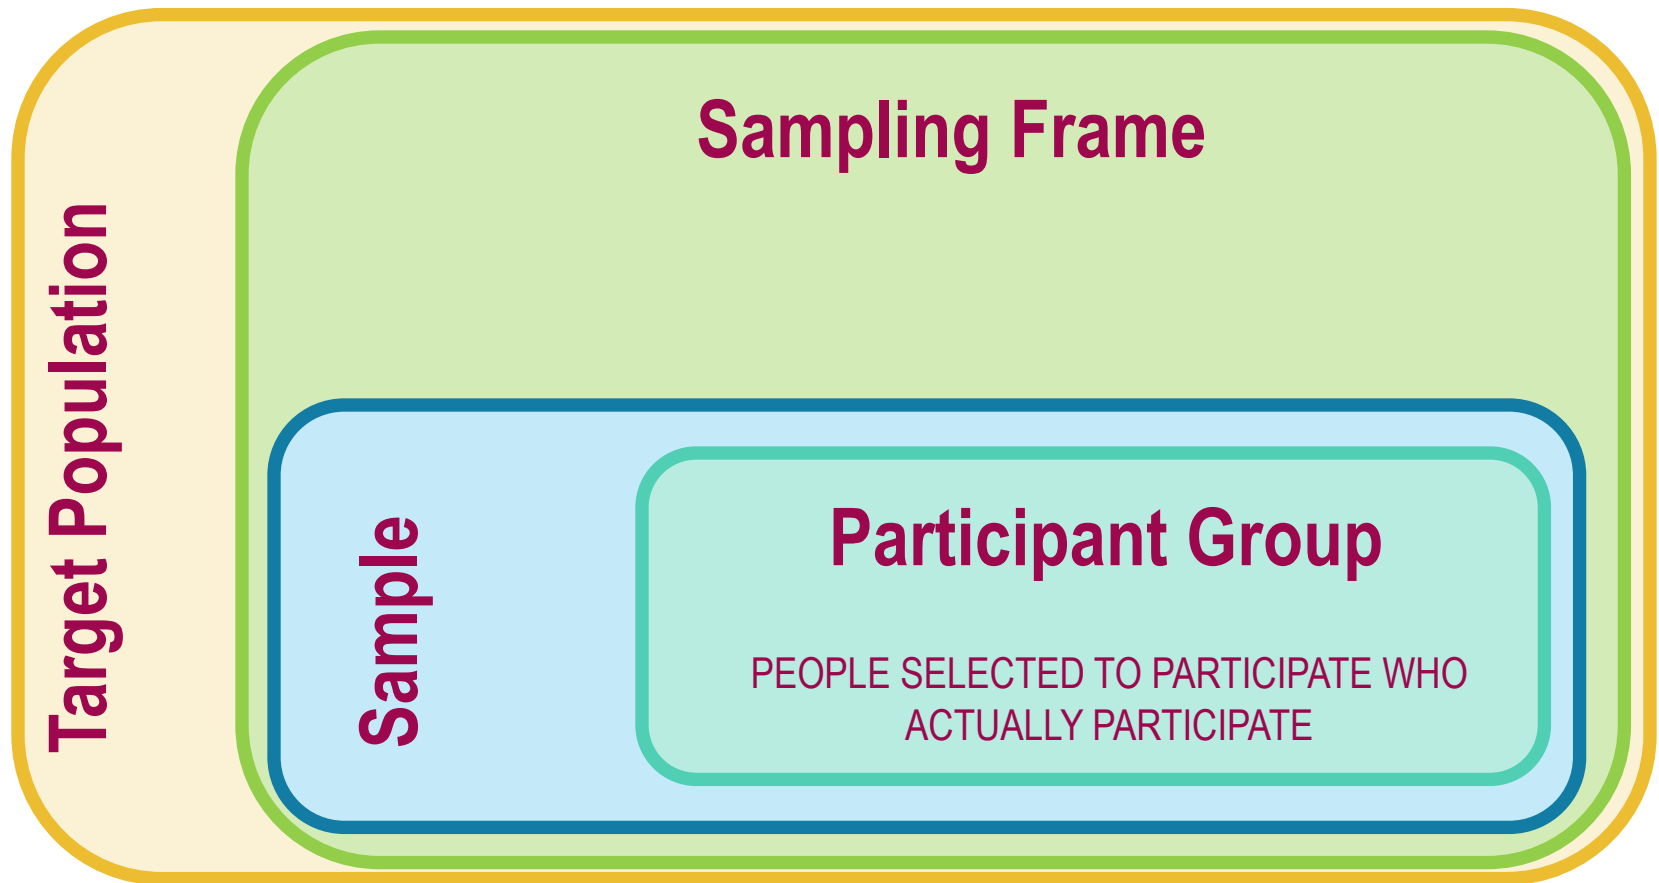 Target Population
Sampling Frame
Sample
Participant Group
PEOPLE SELECTED TO PARTICIPATE WHO
ACTUALLY PARTICIPATE